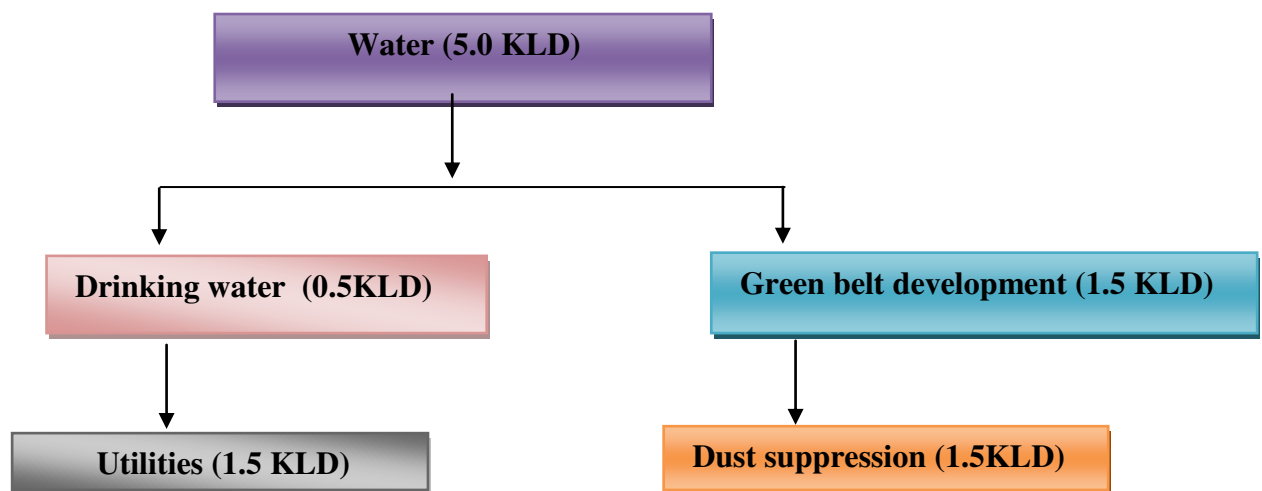 Water (5.0 KLD)
Drinking water (0.5KLD)
Green belt development (1.5 KLD)
Utilities (1.5 KLD)
Dust suppression (1.5KLD)